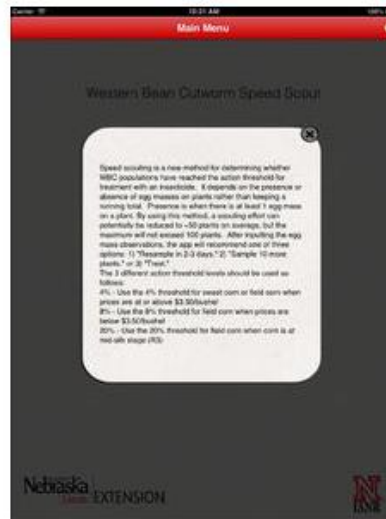 Carrier
10:31 AM
100%
Main Menu
Western Bean Cutworm Speed Scout
Speed scouting is a new method for determining whether
WBC populations have reached the action threshold for
treatment with an insecticide. It depends on the presence or
absence of egg masses on plants rather than keeping a
running total. Presence is when there is at least 1 egg mass
on a plant. By using this method, a scouting effort can
potentially be reduced to ~50 plants on average, but the
maximum will not exceed 100 plants. After inputting the egg
mass observations, the app will recommend one of three
options: 1) "Resample in 2-3 days." 2) "Sample 10 more
plants." or 3) "Treat."
The 3 different action threshold levels should be used as
follows:
4% - Use the 4% threshold for sweet corn or field corn when
prices are at or above $3.50/bushel
8% - Use the 8% threshold for field corn when prices are
below $3.50/bushel
20% - Use the 20% threshold for field corn when corn is at
mid-silk stage (R3)
Nebraska
Lincoln EXTENSION
N
IANR